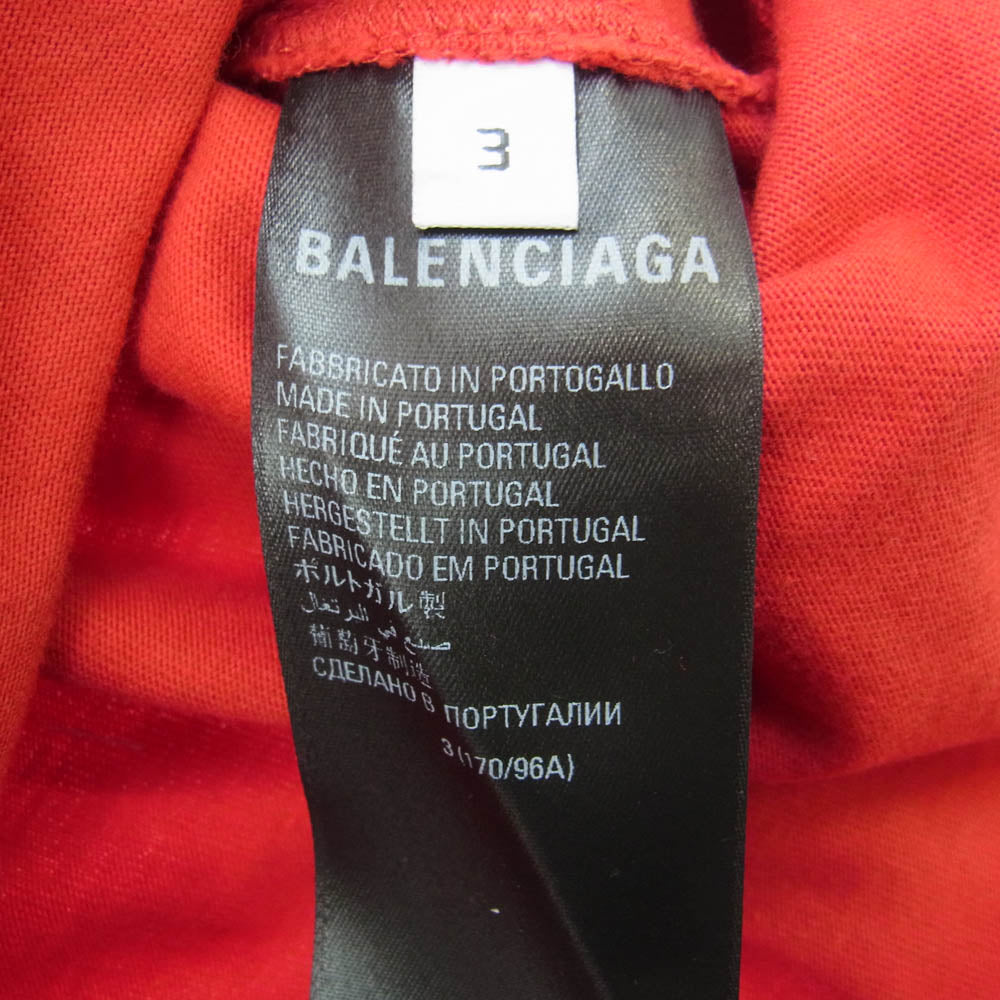 3
BALENCIAGA
FABBRICATO IN PORTOGALLO
MADE IN PORTUGAL
FABRIQUÉ AU PORTUGAL
HECHO EN PORTUGAL
HERGESTELLT IN PORTUGAL
FABRICADO EM PORTUGAL
ポルトガル製
صنع في البرتغال
葡萄牙制造
СДЕЛАНО В ПОРТУГАЛИИ
3 (170/96A)